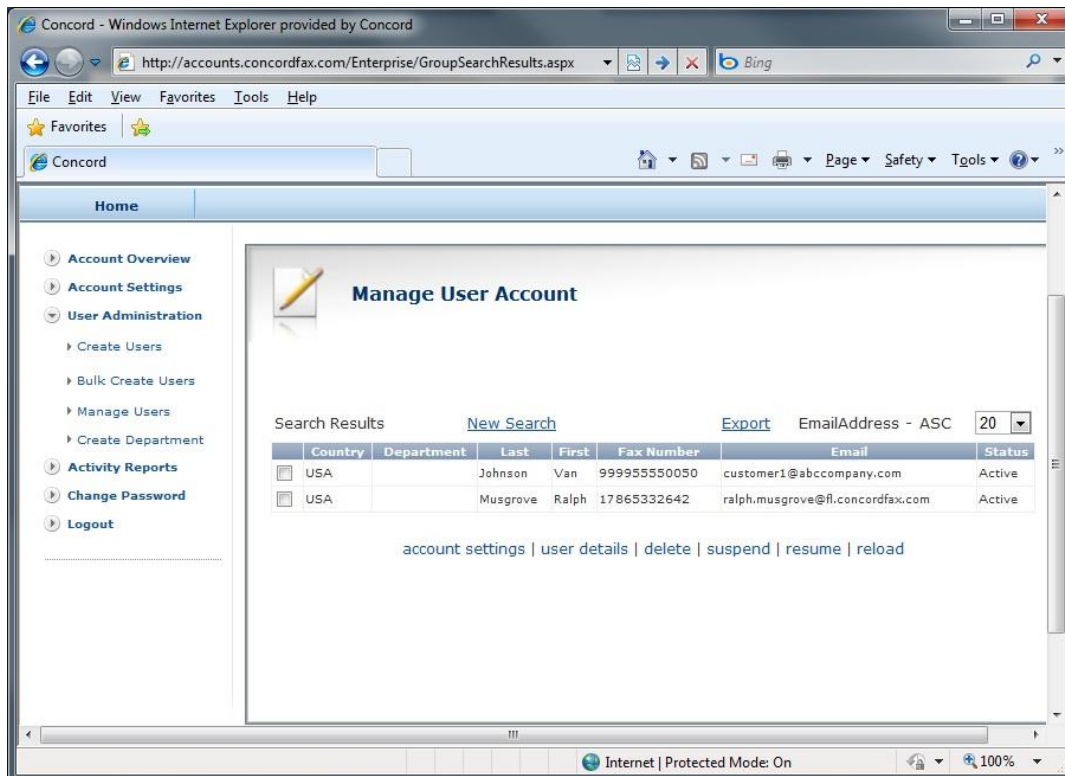 Concord - Windows Internet Explorer provided by Concord
http://accounts.concordfax.com/Enterprise/GroupSearchResults.aspx
Bing
File Edit View Favorites Tools Help
Favorites
Concord
Page Safety Tools
Home
Account Overview
Account Settings
User Administration
Create Users
Bulk Create Users
Manage Users
Create Department
Activity Reports
Change Password
Logout
Manage User Account
Search Results New Search Export EmailAddress - ASC 20
Country Department Last First Fax Number Email Status
USA Johnson Van 999955550050 customer1@abccompany.com Active
USA Musgrove Ralph 17865332642 ralph.musgrove@fl.concordfax.com Active
account settings | user details | delete | suspend | resume | reload
Internet | Protected Mode: On
100%